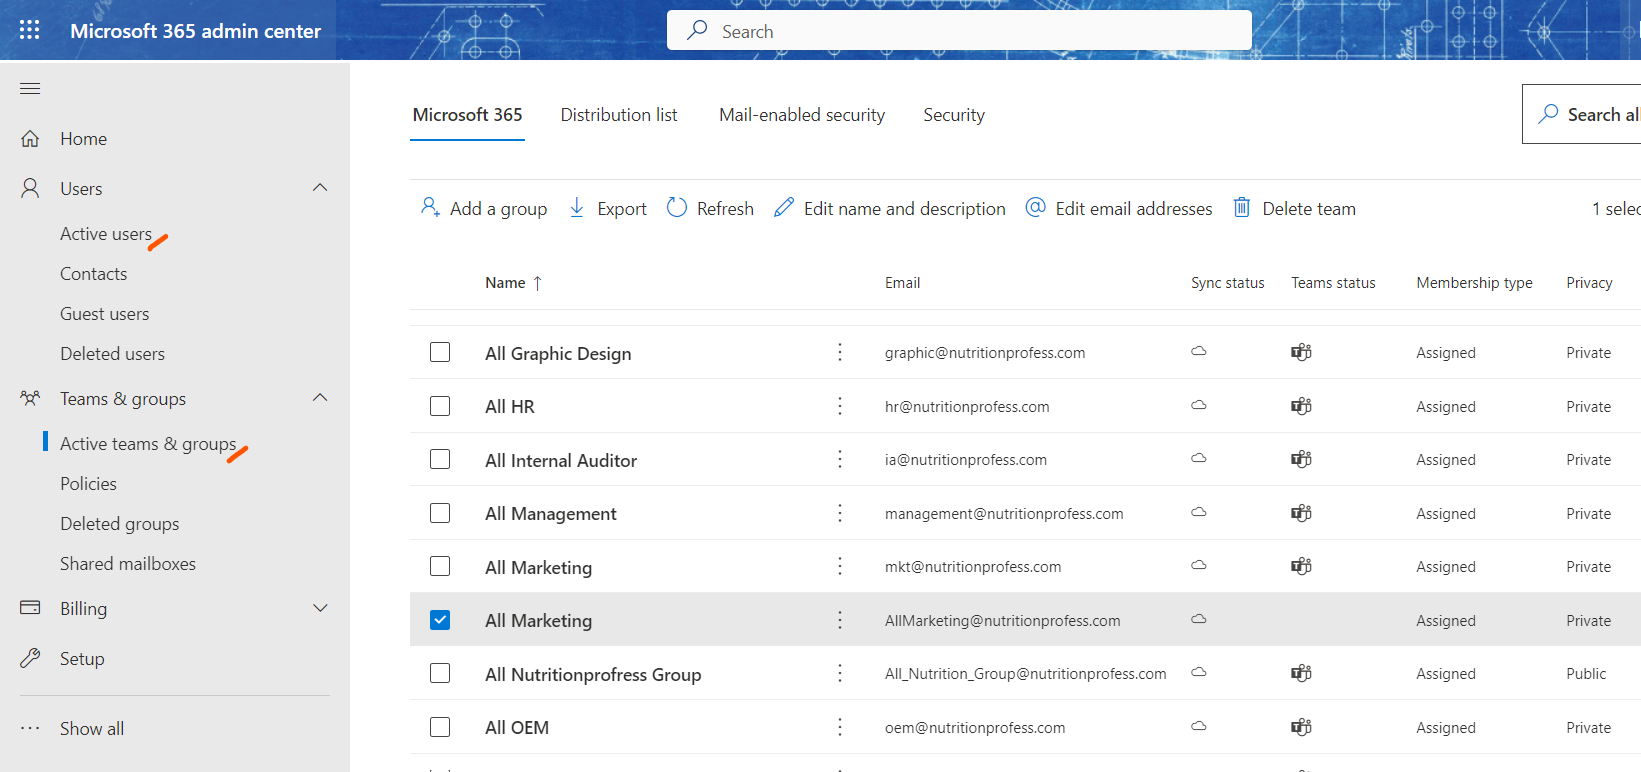 Microsoft 365 admin center
Search
Home
Users
Active users
Contacts
Guest users
Deleted users
Teams & groups
Active teams & groups
Policies
Deleted groups
Shared mailboxes
Billing
Setup
Show all
Microsoft 365 Distribution list Mail-enabled security Security
Search all
Add a group Export Refresh Edit name and description Edit email addresses Delete team 1 selec
Name ↑ Email Sync status Teams status Membership type Privacy
All Graphic Design graphic@nutritionprofess.com Assigned Private
All HR hr@nutritionprofess.com Assigned Private
All Internal Auditor ia@nutritionprofess.com Assigned Private
All Management management@nutritionprofess.com Assigned Private
All Marketing mkt@nutritionprofess.com Assigned Private
All Marketing AllMarketing@nutritionprofess.com Assigned Private
All Nutritionprofress Group All_Nutrition_Group@nutritionprofess.com Assigned Public
All OEM oem@nutritionprofess.com Assigned Private